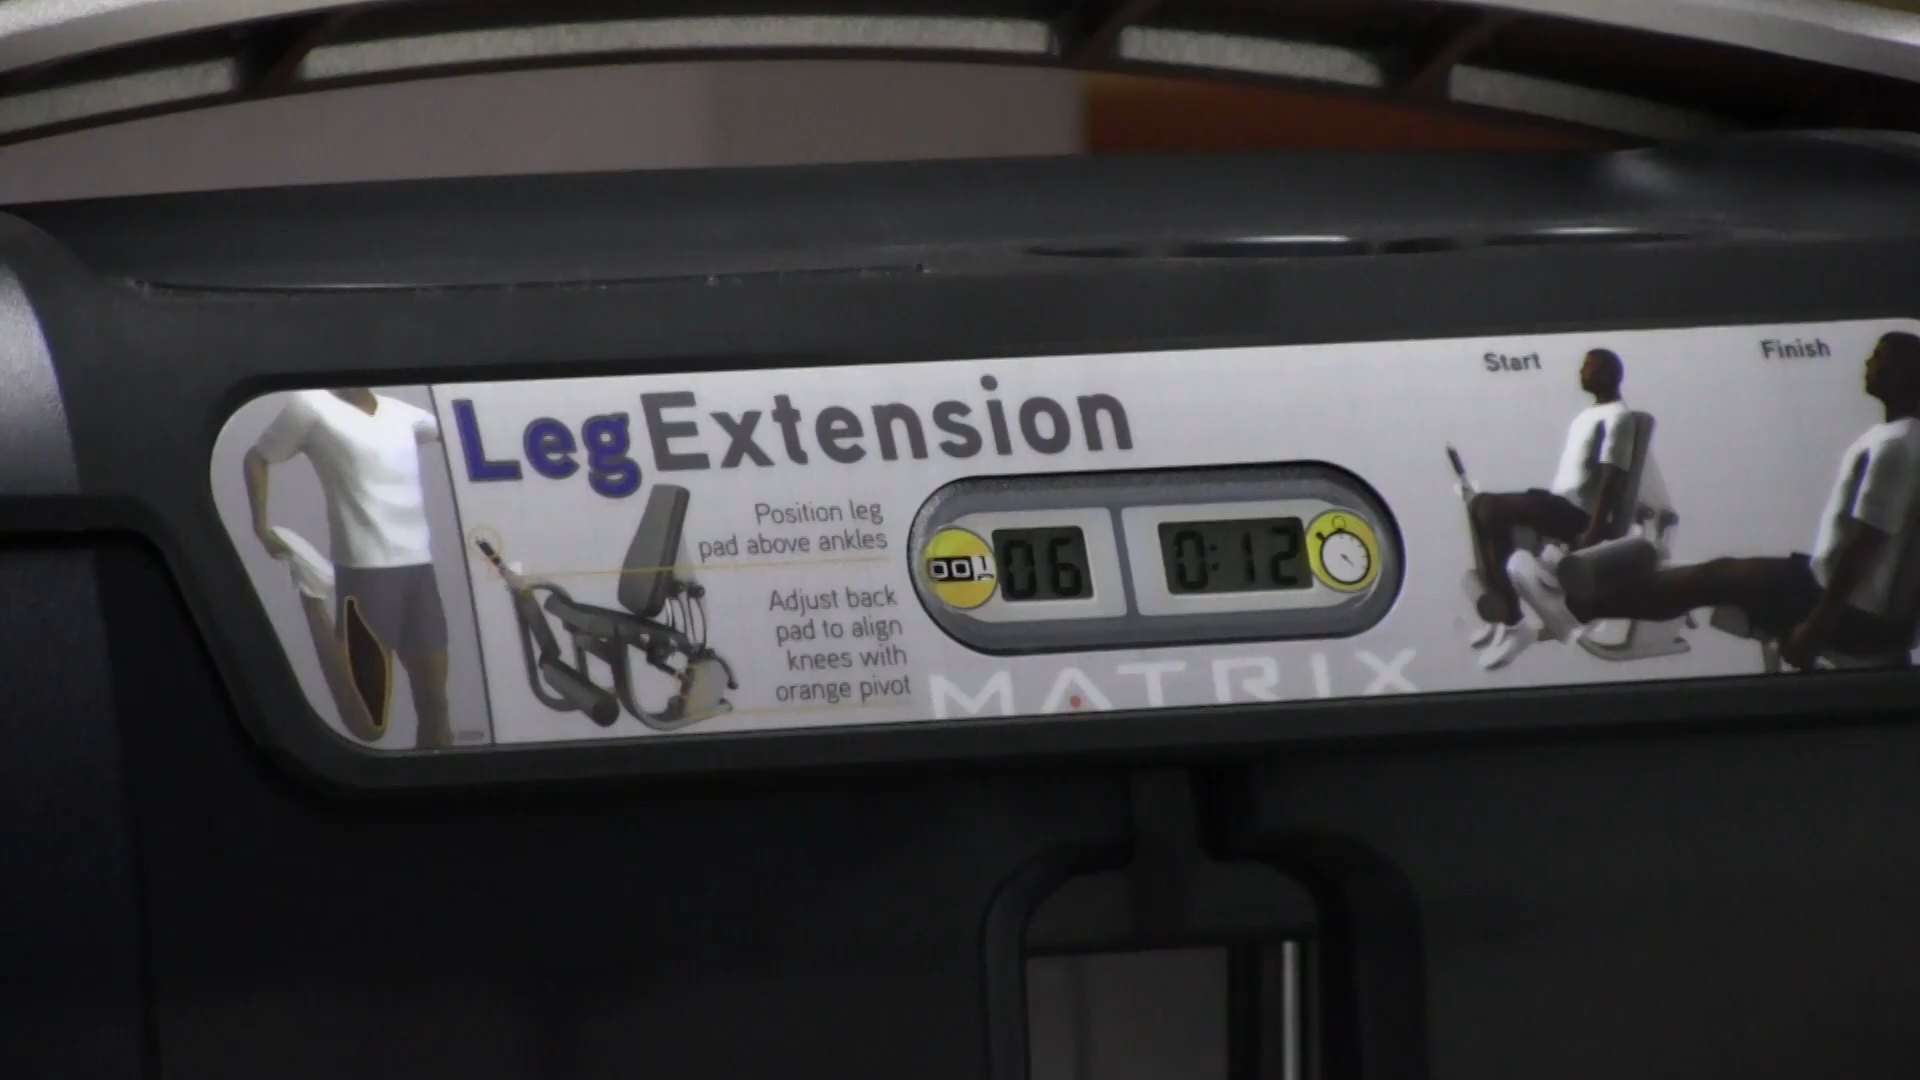 LegExtension
Position leg
pad above ankles
Adjust back
pad to align
knees with
orange pivot
001
06
0:12
MATRIX
Start
Finish